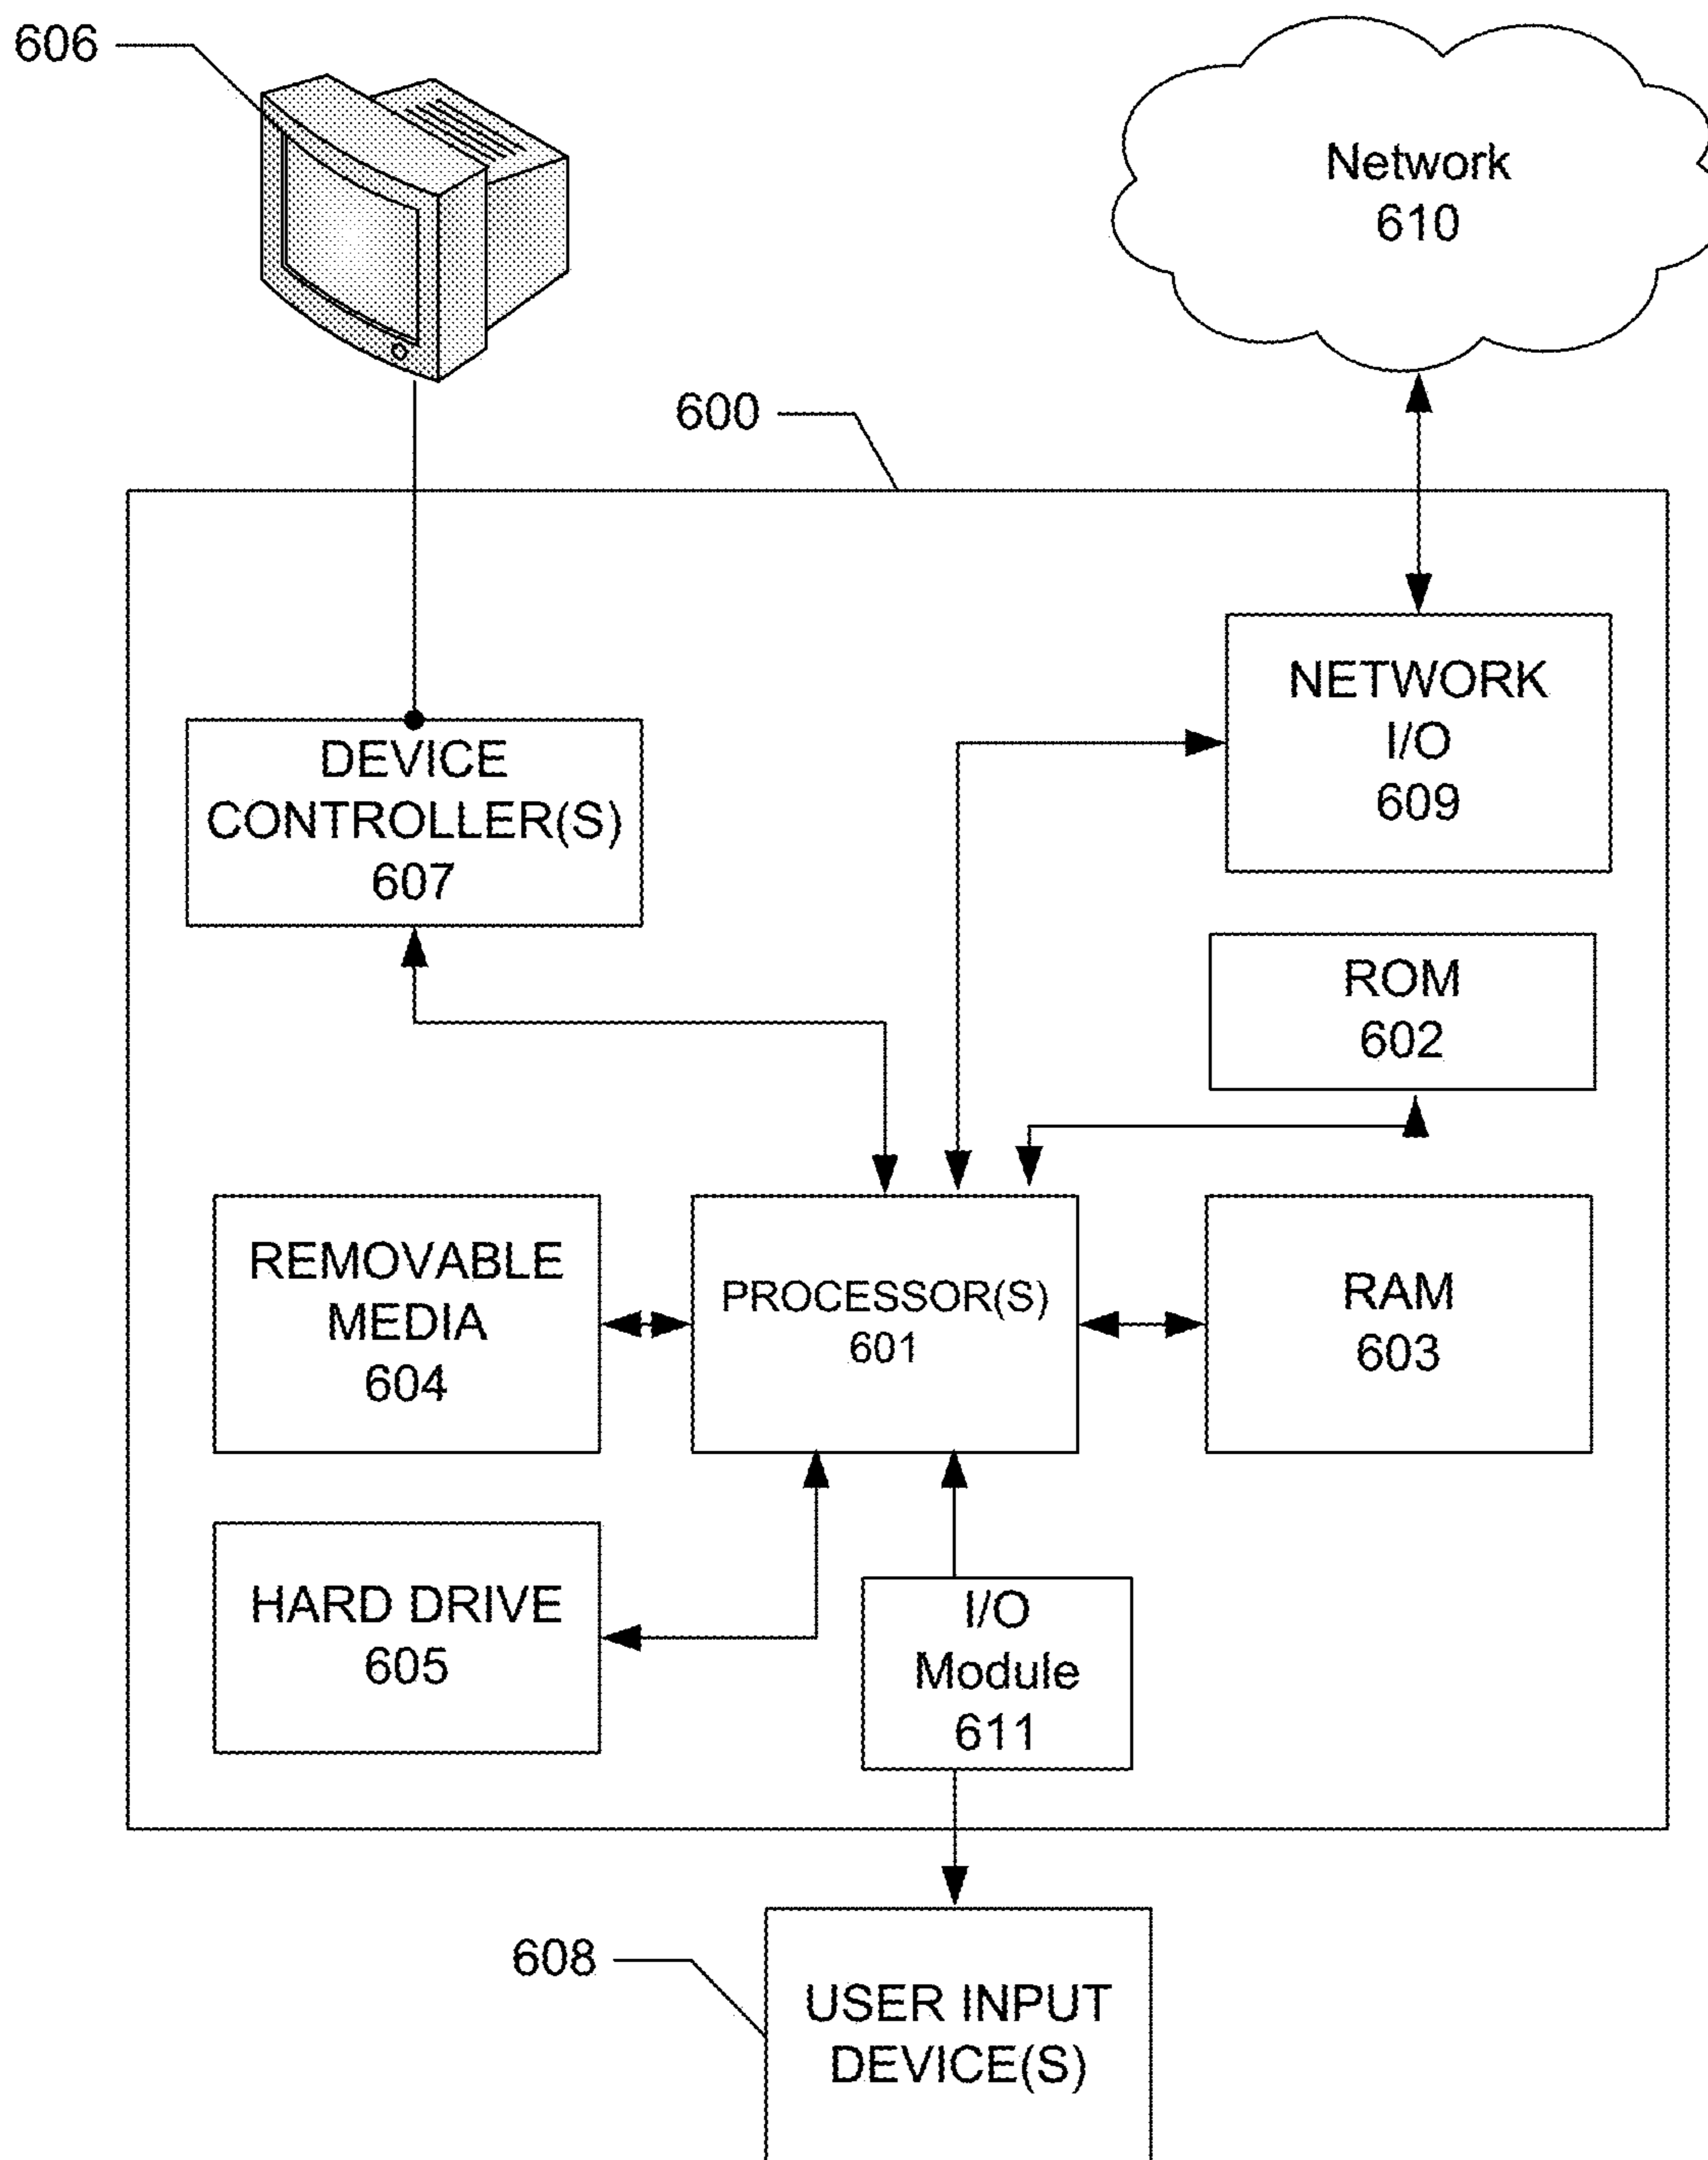 606
Network
610
600
NETWORK
I/O
609
DEVICE
CONTROLLER(S)
607
ROM
602
REMOVABLE
MEDIA
604
PROCESSOR(S)
601
RAM
603
HARD DRIVE
605
I/O
Module
611
608
USER INPUT
DEVICE(S)